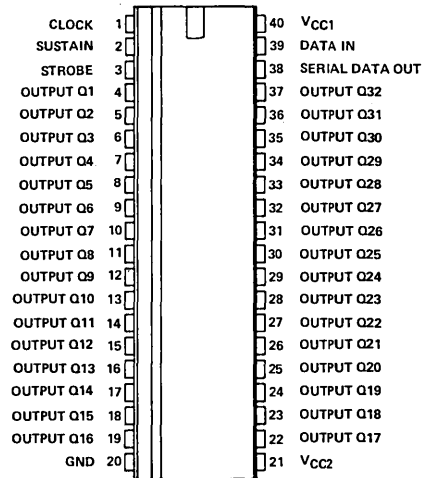 CLOCK 1 40 VCC1
SUSTAIN 2 39 DATA IN
STROBE 3 38 SERIAL DATA OUT
OUTPUT Q1 4 37 OUTPUT Q32
OUTPUT Q2 5 36 OUTPUT Q31
OUTPUT Q3 6 35 OUTPUT Q30
OUTPUT Q4 7 34 OUTPUT Q29
OUTPUT Q5 8 33 OUTPUT Q28
OUTPUT Q6 9 32 OUTPUT Q27
OUTPUT Q7 10 31 OUTPUT Q26
OUTPUT Q8 11 30 OUTPUT Q25
OUTPUT Q9 12 29 OUTPUT Q24
OUTPUT Q10 13 28 OUTPUT Q23
OUTPUT Q11 14 27 OUTPUT Q22
OUTPUT Q12 15 26 OUTPUT Q21
OUTPUT Q13 16 25 OUTPUT Q20
OUTPUT Q14 17 24 OUTPUT Q19
OUTPUT Q15 18 23 OUTPUT Q18
OUTPUT Q16 19 22 OUTPUT Q17
GND 20 21 VCC2